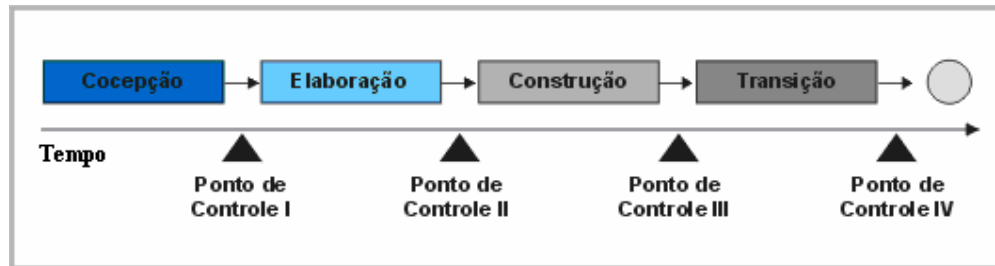 Cocepção
Elaboração
Construção
Transição
Tempo
Ponto de
Controle I
Ponto de
Controle II
Ponto de
Controle III
Ponto de
Controle IV